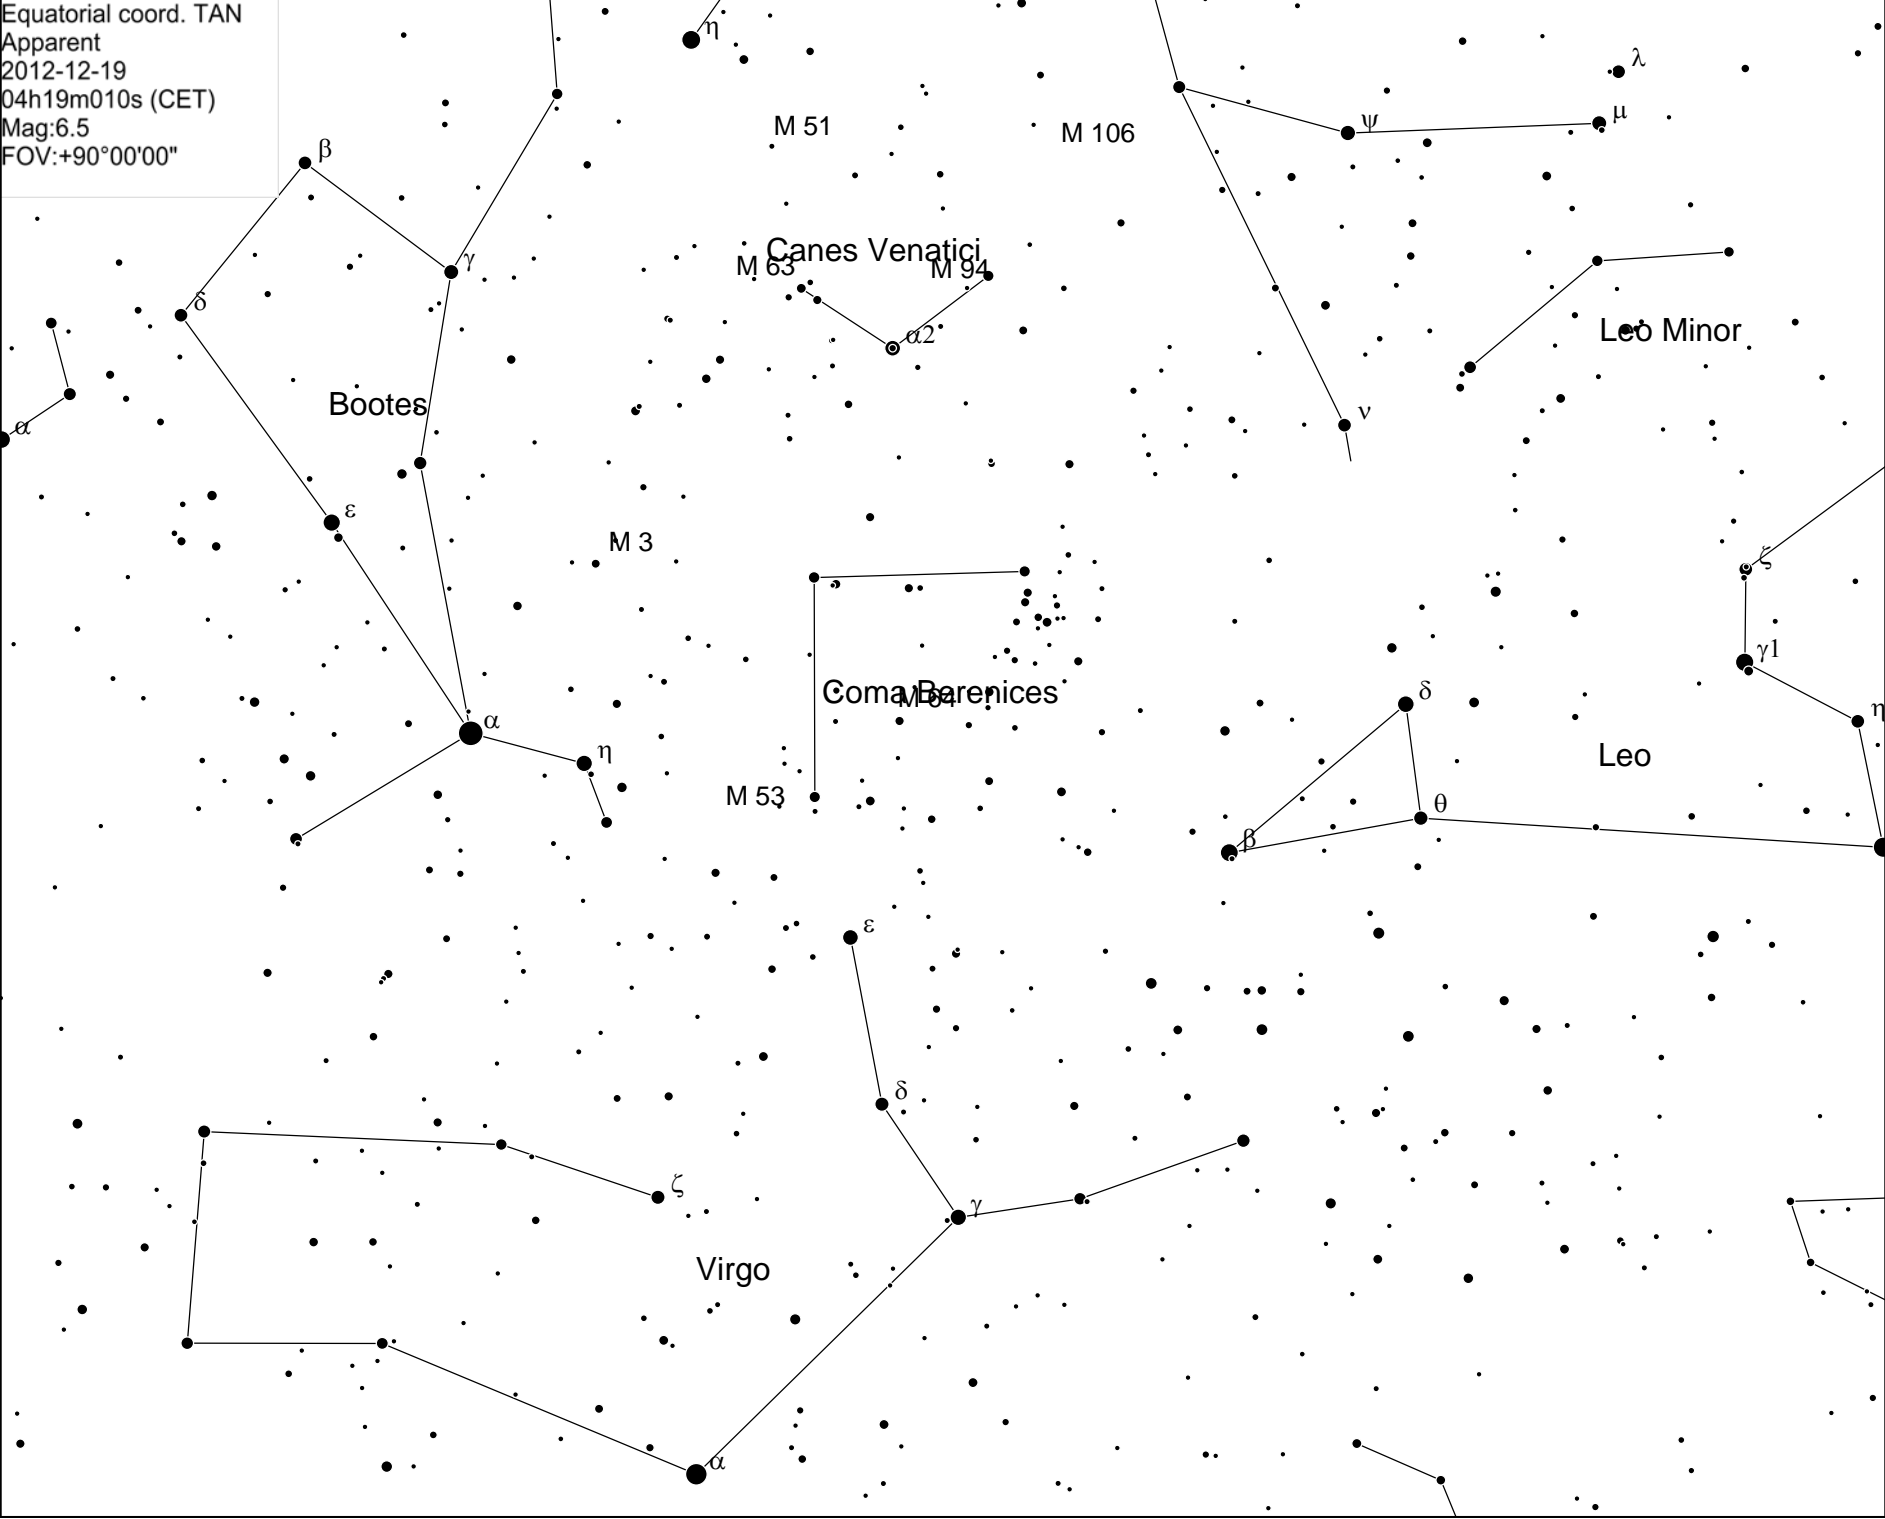 Equatorial coord. TAN
Apparent
2012-12-19
04h19m010s (CET)
Mag:6.5
FOV:+90°00'00"
η
λ
μ
ψ
M 51
M 106
β
Canes Venatici
M 63
M 94
γ
δ
α2
Leo Minor
Bootes
α
ν
ε
M 3
ζ
γ1
Coma Berenices
M 64
δ
η
α
η
Leo
M 53
θ
β
ε
δ
ζ
γ
Virgo
α